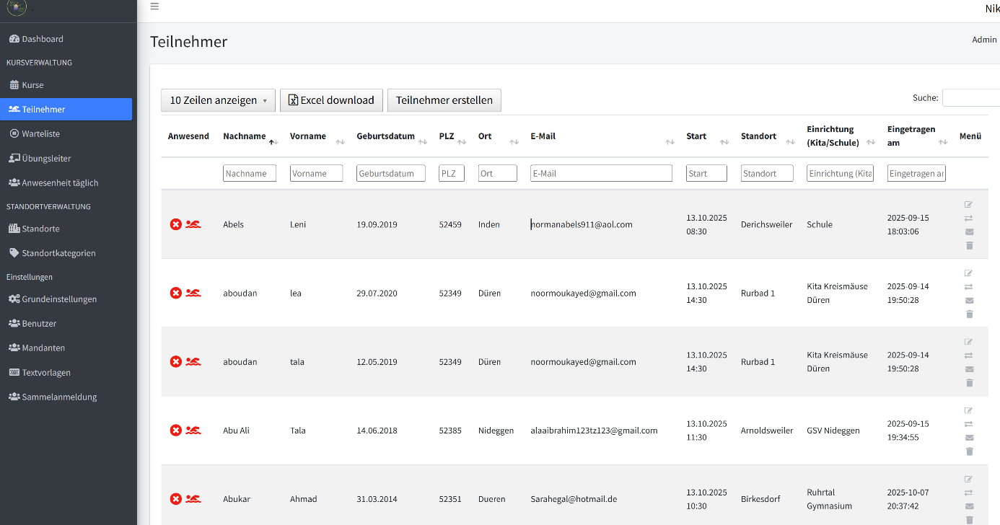 Nik
Dashboard
KURSVERWALTUNG
Kurse
Teilnehmer
Warteliste
Übungsleiter
Anwesenheit täglich
STANDORTVERWALTUNG
Standorte
Standortkategorien
Einstellungen
Grundeinstellungen
Benutzer
Mandanten
Textvorlagen
Sammelanmeldung
Teilnehmer
Admin
10 Zeilen anzeigen
Excel download
Teilnehmer erstellen
Suche:
Anwesend Nachname Vorname Geburtsdatum PLZ Ort E-Mail Start Standort Einrichtung (Kita/Schule) Eingetragen am Menü
Nachname Vorname Geburtsdatum PLZ Ort E-Mail Start Standort Einrichtung (Kita Eingetragen ar
Abels Leni 19.09.2019 52459 Inden normanabels911@aol.com 13.10.2025 08:30 Derichsweiler Schule 2025-09-15 18:03:06
aboudan lea 29.07.2020 52349 Düren noormoukayed@gmail.com 13.10.2025 14:30 Rurbad 1 Kita Kreismäuse Düren 2025-09-14 19:50:28
aboudan tala 12.05.2019 52349 Düren noormoukayed@gmail.com 13.10.2025 14:30 Rurbad 1 Kita Kreismäuse Düren 2025-09-14 19:50:28
Abu Ali Tala 14.06.2018 52385 Nideggen alaaibrahim123tz123@gmail.com 13.10.2025 11:30 Arnoldsweiler GSV Nideggen 2025-09-15 19:34:55
Abukar Ahmad 31.03.2014 52351 Dueren Sarahegal@hotmail.de 13.10.2025 10:30 Birkesdorf Ruhrtal Gymnasium 2025-10-07 20:37:42